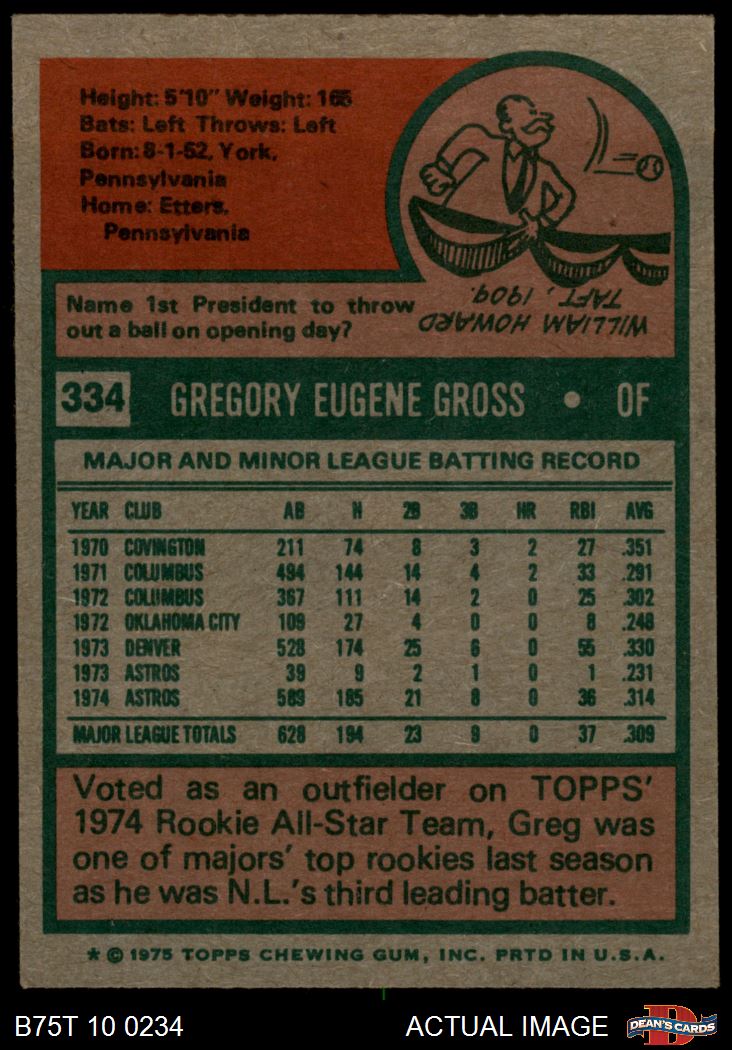 Height: 5'10" Weight: 165
Bats: Left Throws: Left
Born: 8-1-52, York,
Pennsylvania
Home: Etters,
Pennsylvania
Name 1st President to throw
out a ball on opening day?
WILLIAM HOWARD
TAFT, 1909.
334 GREGORY EUGENE GROSS • OF
MAJOR AND MINOR LEAGUE BATTING RECORD
YEAR CLUB AB H 2B 3B HR RBI AVG
1970 COVINGTON 211 74 8 3 2 27 .351
1971 COLUMBUS 494 144 14 4 2 33 .291
1972 COLUMBUS 367 111 14 2 0 25 .302
1972 OKLAHOMA CITY 109 27 4 0 0 8 .248
1973 DENVER 528 174 25 6 0 55 .330
1973 ASTROS 39 9 2 1 0 1 .231
1974 ASTROS 589 185 21 8 0 36 .314
MAJOR LEAGUE TOTALS 628 194 23 9 0 37 .309
Voted as an outfielder on TOPPS'
1974 Rookie All-Star Team, Greg was
one of majors' top rookies last season
as he was N.L.'s third leading batter.
* © 1975 TOPPS CHEWING GUM, INC. PRTD IN U.S.A.
B75T 10 0234 ACTUAL IMAGE D DEAN'S CARDS